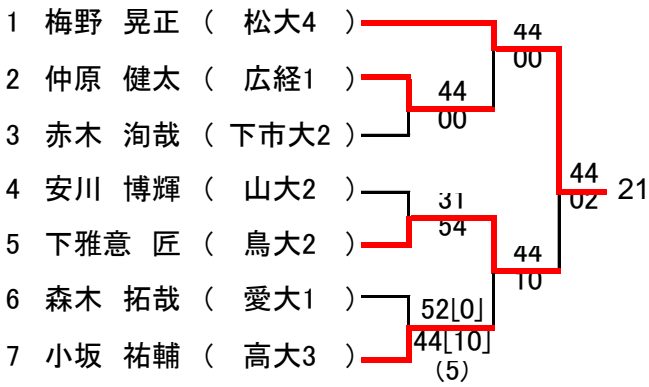 1 梅野 晃正 ( 松大4 )
44
00
2 仲原 健太 ( 広経1 )
44
00
3 赤木 洵哉 ( 下市大2 )
44
02
21
4 安川 博輝 ( 山大2 )
31
54
5 下雅意 匠 ( 鳥大2 )
44
10
6 森木 拓哉 ( 愛大1 )
52[0]
44[10]
(5)
7 小坂 祐輔 ( 高大3 )